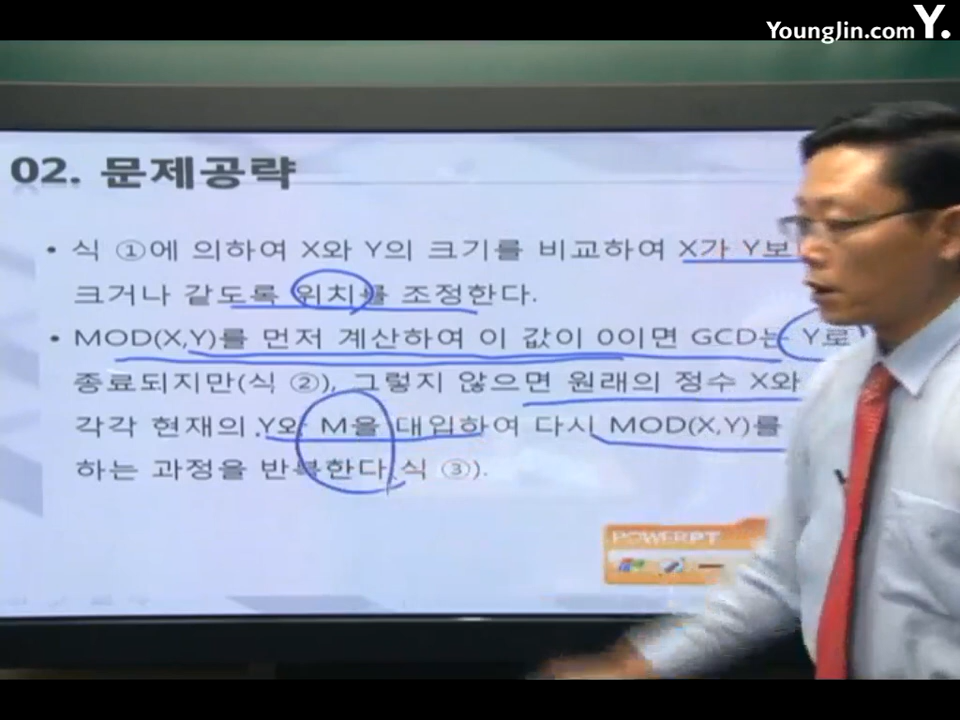 YoungJin.com Y.
02. 문제공략
• 식 ①에 의하여 X와 Y의 크기를 비교하여 X가 Y보
크거나 같도록 위치를 조정한다.
• MOD(X,Y)를 먼저 계산하여 이 값이 0이면 GCD는 Y로
종료되지만(식 ②), 그렇지 않으면 원래의 정수 X와
각각 현재의 Y와 M을 대입하여 다시 MOD(X,Y)를
하는 과정을 반복한다(식 ③).
POWERPT